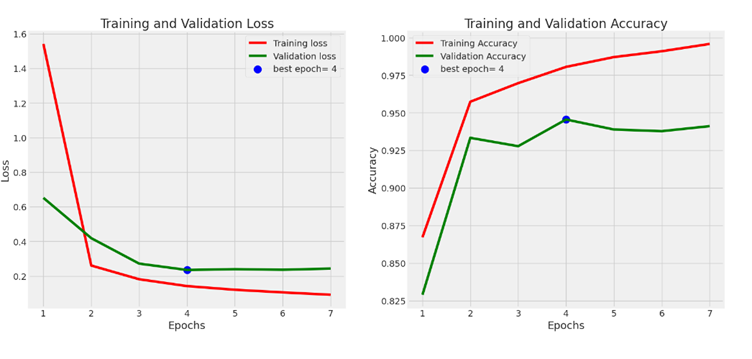 Training and Validation Loss
1.6
1.4
1.2
1.0
0.8
0.6
0.4
0.2
Loss
Training loss
Validation loss
best epoch= 4
1 2 3 4 5 6 7
Epochs
Training and Validation Accuracy
1.000
0.975
0.950
0.925
0.900
0.875
0.850
0.825
Accuracy
Training Accuracy
Validation Accuracy
best epoch= 4
1 2 3 4 5 6 7
Epochs